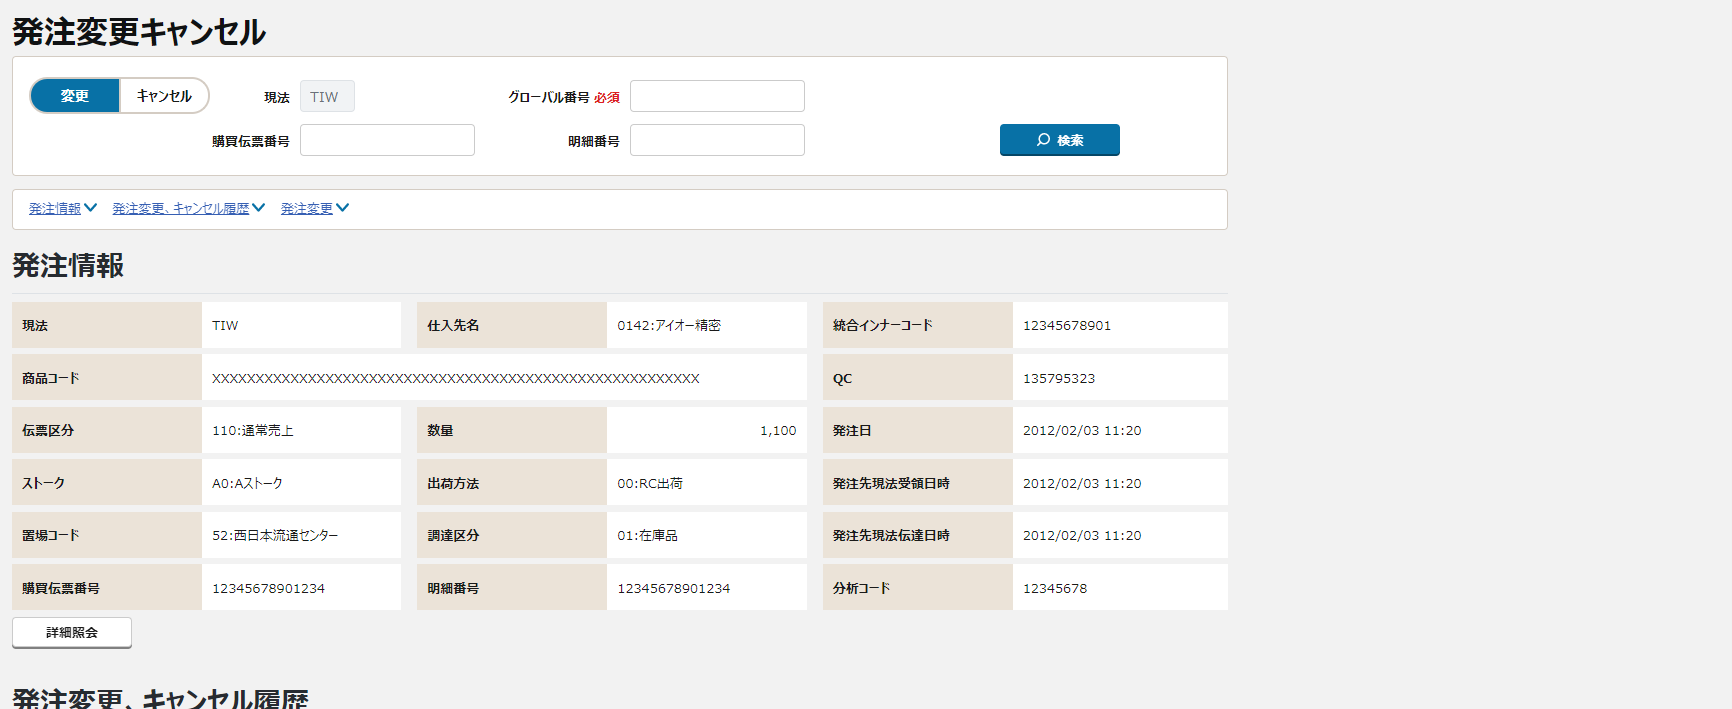 発注変更キャンセル
変更 キャンセル 現法 TIW グローバル番号 必須
購買伝票番号 明細番号 検索
発注情報 発注変更、キャンセル履歴 発注変更
発注情報
現法 TIW 仕入先名 0142:アイオー精密 統合インナーコード 12345678901
商品コード XXXXXXXXXXXXXXXXXXXXXXXXXXXXXXXXXXXXXXXXXXXXXXXXXXXXXXXX QC 135795323
伝票区分 110:通常売上 数量 1,100 発注日 2012/02/03 11:20
ストーク A0:Aストーク 出荷方法 00:RC出荷 発注先現法受領日時 2012/02/03 11:20
置場コード 52:西日本流通センター 調達区分 01:在庫品 発注先現法伝達日時 2012/02/03 11:20
購買伝票番号 12345678901234 明細番号 12345678901234 分析コード 12345678
詳細照会
発注変更、キャンセル履歴